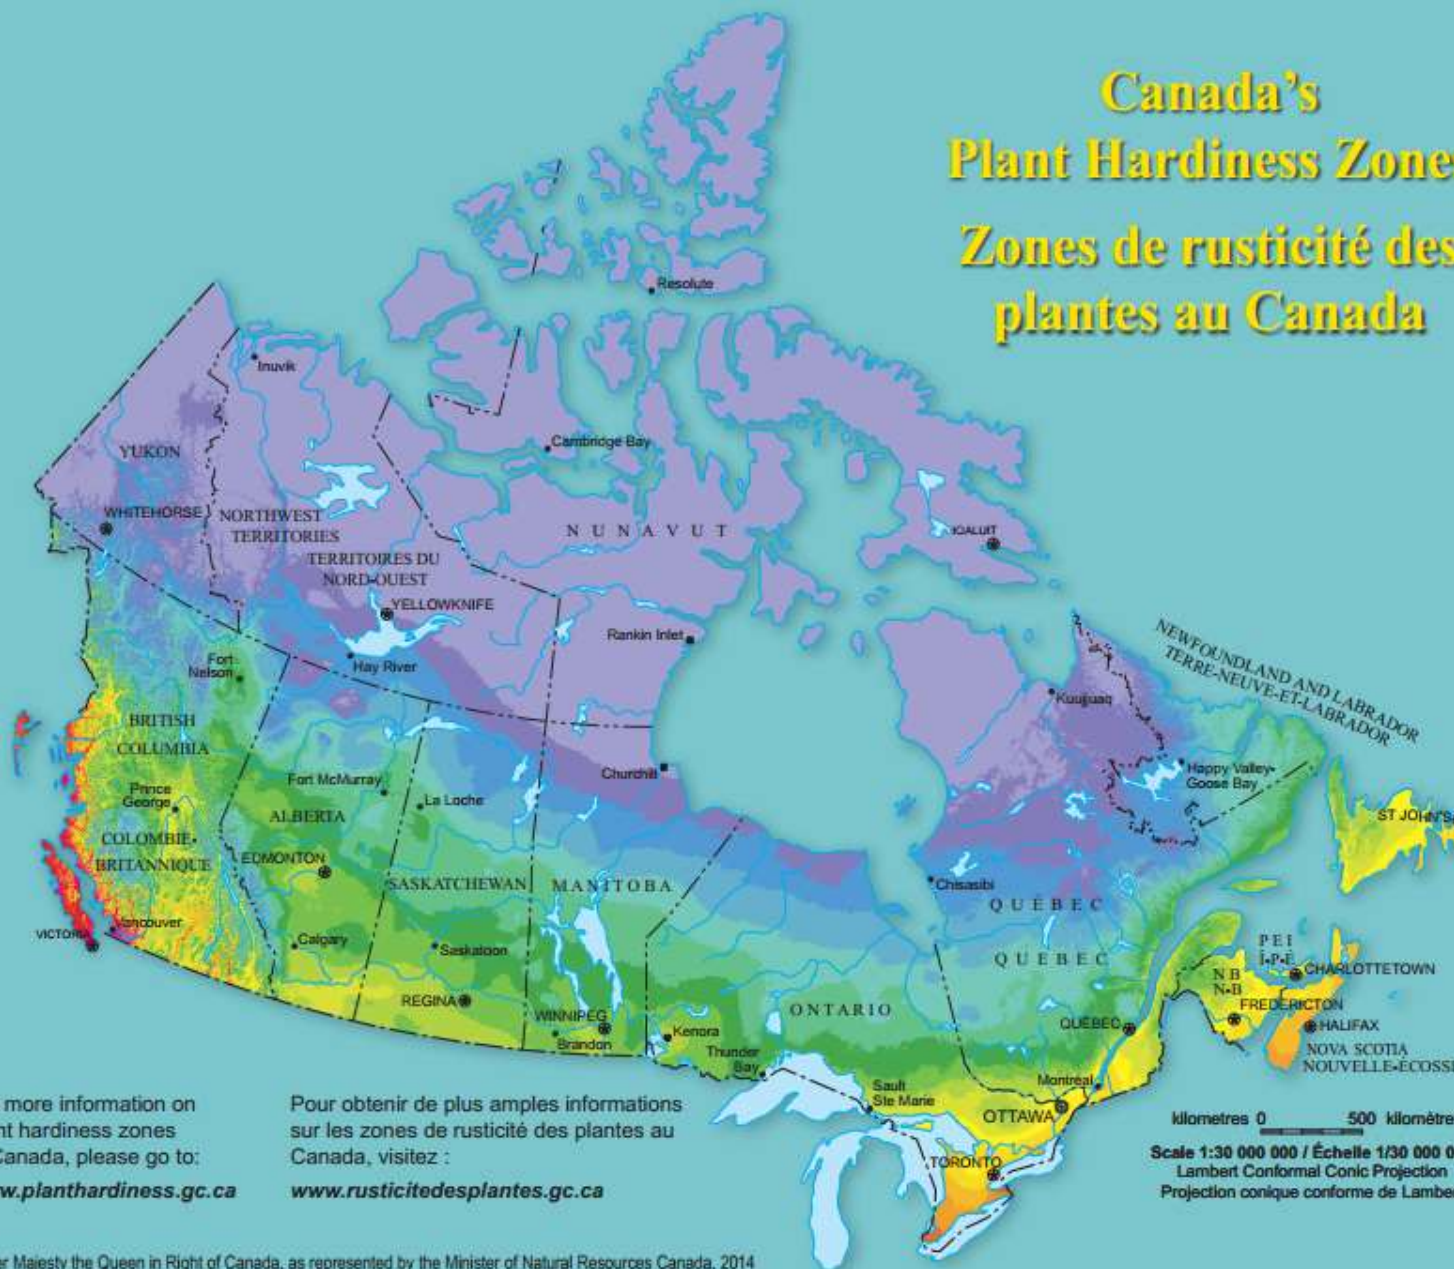 Canada's
Plant Hardiness Zone
Zones de rusticité des
plantes au Canada
Resolute
Inuvik
Cambridge Bay
YUKON
WHITEHORSE
NORTHWEST
TERRITORIES
TERRITOIRES DU
NORD-OUEST
NUNAVUT
IQALUIT
YELLOWKNIFE
Rankin Inlet
Hay River
Fort
Nelson
Kuujjuaq
NEWFOUNDLAND AND LABRADOR
TERRE-NEUVE-ET-LABRADOR
BRITISH
COLUMBIA
Churchill
Happy Valley-
Goose Bay
Fort McMurray
La Loche
Prince
George
ALBERTA
ST JOHN'S
COLOMBIE-
BRITANNIQUE
EDMONTON
SASKATCHEWAN
MANITOBA
Chisasibi
QUÉBEC
Vancouver
VICTORIA
Calgary
Saskatoon
QUEBEC
PEI
Î-P-É
CHARLOTTETOWN
NB
N-B
REGINA
ONTARIO
FREDERICTON
WINNIPEG
Brandon
Kenora
QUÉBEC
HALIFAX
Thunder
Bay
NOVA SCOTIA
NOUVELLE-ÉCOSSE
Sault
Ste Marie
Montréal
OTTAWA
TORONTO
more information on
nt hardiness zones
Canada, please go to:
w.planthardiness.gc.ca
Pour obtenir de plus amples informations
sur les zones de rusticité des plantes au
Canada, visitez :
www.rusticitedesplantes.gc.ca
kilometres 0 500 kilomètre
Scale 1:30 000 000 / Échelle 1/30 000 0
Lambert Conformal Conic Projection
Projection conique conforme de Lamber
er Majesty the Queen in Right of Canada, as represented by the Minister of Natural Resources Canada, 2014